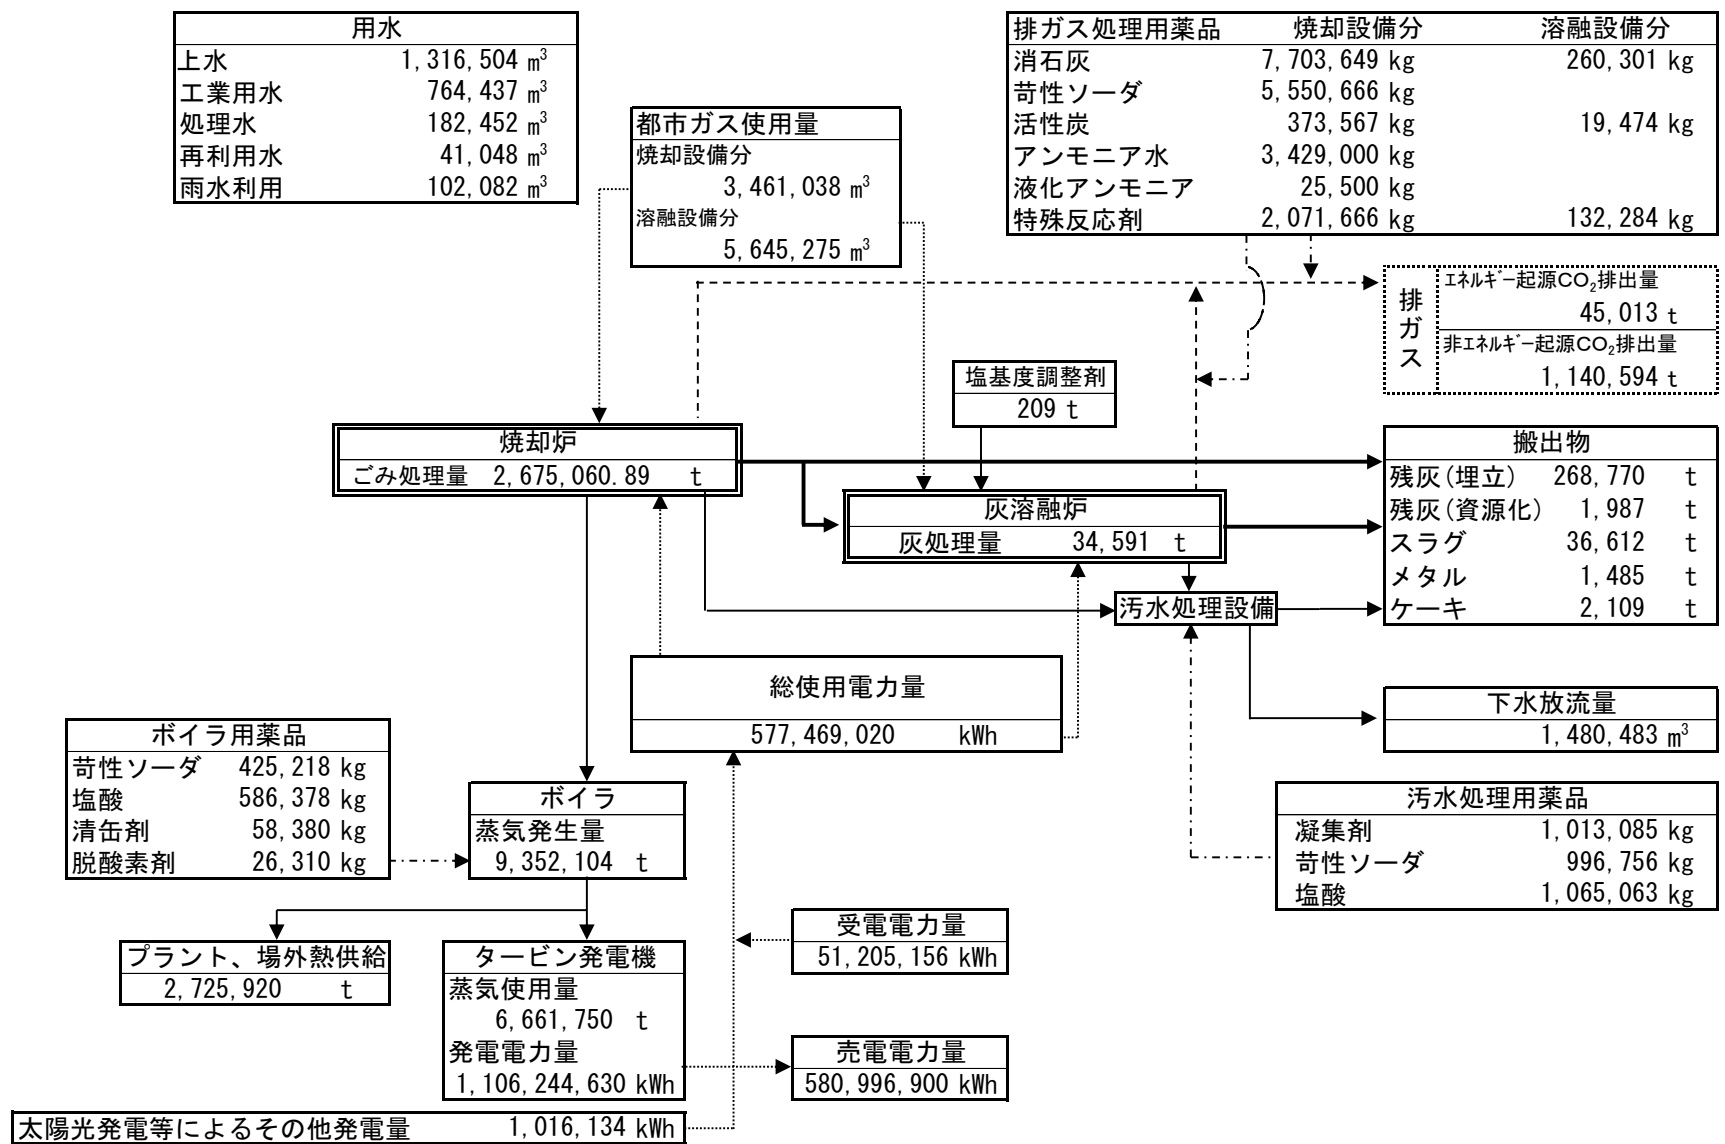 用水
上水 1,316,504 m³
工業用水 764,437 m³
処理水 182,452 m³
再利用水 41,048 m³
雨水利用 102,082 m³
都市ガス使用量
焼却設備分
3,461,038 m³
溶融設備分
5,645,275 m³
排ガス処理用薬品 焼却設備分 溶融設備分
消石灰 7,703,649 kg 260,301 kg
苛性ソーダ 5,550,666 kg
活性炭 373,567 kg 19,474 kg
アンモニア水 3,429,000 kg
液化アンモニア 25,500 kg
特殊反応剤 2,071,666 kg 132,284 kg
排ガス
ｴﾈﾙｷﾞｰ起源CO₂排出量
45,013 t
非ｴﾈﾙｷﾞｰ起源CO₂排出量
1,140,594 t
塩基度調整剤
209 t
焼却炉
ごみ処理量 2,675,060.89 t
灰溶融炉
灰処理量 34,591 t
搬出物
残灰(埋立) 268,770 t
残灰(資源化) 1,987 t
スラグ 36,612 t
メタル 1,485 t
ケーキ 2,109 t
汚水処理設備
総使用電力量
577,469,020 kWh
下水放流量
1,480,483 m³
ボイラ用薬品
苛性ソーダ 425,218 kg
塩酸 586,378 kg
清缶剤 58,380 kg
脱酸素剤 26,310 kg
ボイラ
蒸気発生量
9,352,104 t
汚水処理用薬品
凝集剤 1,013,085 kg
苛性ソーダ 996,756 kg
塩酸 1,065,063 kg
プラント、場外熱供給
2,725,920 t
タービン発電機
蒸気使用量
6,661,750 t
発電電力量
1,106,244,630 kWh
受電電力量
51,205,156 kWh
売電電力量
580,996,900 kWh
太陽光発電等によるその他発電量 1,016,134 kWh